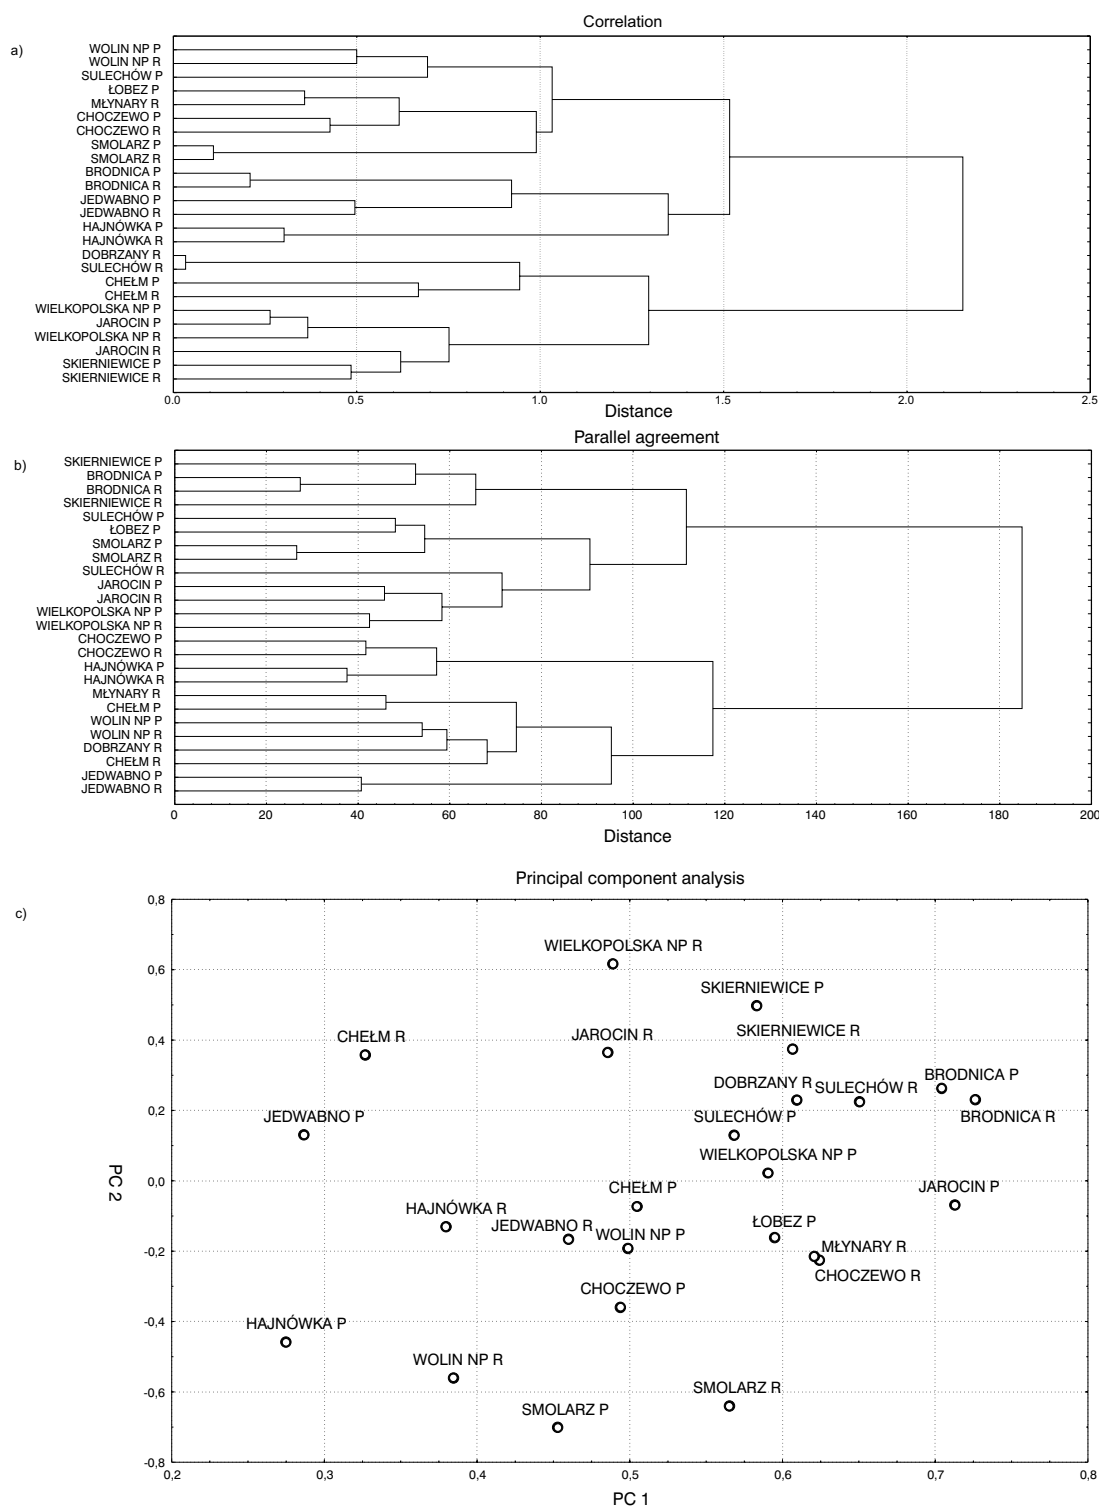 Correlation
a)
WOLIN NP P
WOLIN NP R
SULECHÓW P
ŁOBEZ P
MŁYNARY R
CHOCZEWO P
CHOCZEWO R
SMOLARZ P
SMOLARZ R
BRODNICA P
BRODNICA R
JEDWABNO P
JEDWABNO R
HAJNÓWKA P
HAJNÓWKA R
DOBRZANY R
SULECHÓW R
CHEŁM P
CHEŁM R
WIELKOPOLSKA NP P
JAROCIN P
WIELKOPOLSKA NP R
JAROCIN R
SKIERNIEWICE P
SKIERNIEWICE R
0.0 0.5 1.0 1.5 2.0 2.5
Distance
Parallel agreement
b)
SKIERNIEWICE P
BRODNICA P
BRODNICA R
SKIERNIEWICE R
SULECHÓW P
ŁOBEZ P
SMOLARZ P
SMOLARZ R
SULECHÓW R
JAROCIN P
JAROCIN R
WIELKOPOLSKA NP P
WIELKOPOLSKA NP R
CHOCZEWO P
CHOCZEWO R
HAJNÓWKA P
HAJNÓWKA R
MŁYNARY R
CHEŁM P
WOLIN NP P
WOLIN NP R
DOBRZANY R
CHEŁM R
JEDWABNO P
JEDWABNO R
0 20 40 60 80 100 120 140 160 180 200
Distance
Principal component analysis
c)
0,8
WIELKOPOLSKA NP R
0,6
SKIERNIEWICE P
CHEŁM R JAROCIN R SKIERNIEWICE R
0,4
DOBRZANY R SULECHÓW R BRODNICA P
0,2
JEDWABNO P SULECHÓW P BRODNICA R
WIELKOPOLSKA NP P
0,0
PC 2
CHEŁM P JAROCIN P
HAJNÓWKA R
JEDWABNO R WOLIN NP P ŁOBEZ P
-0,2
MŁYNARY R
CHOCZEWO R
CHOCZEWO P
HAJNÓWKA P
-0,4
WOLIN NP R
SMOLARZ R
-0,6
SMOLARZ P
-0,8
0,2 0,3 0,4 0,5 0,6 0,7 0,8
PC 1